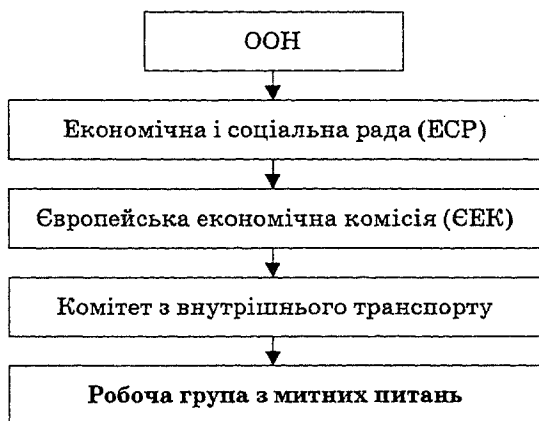 ООН
Економічна і соціальна рада (ЕСР)
Європейська економічна комісія (ЄЕК)
Комітет з внутрішнього транспорту
Робоча група з митних питань